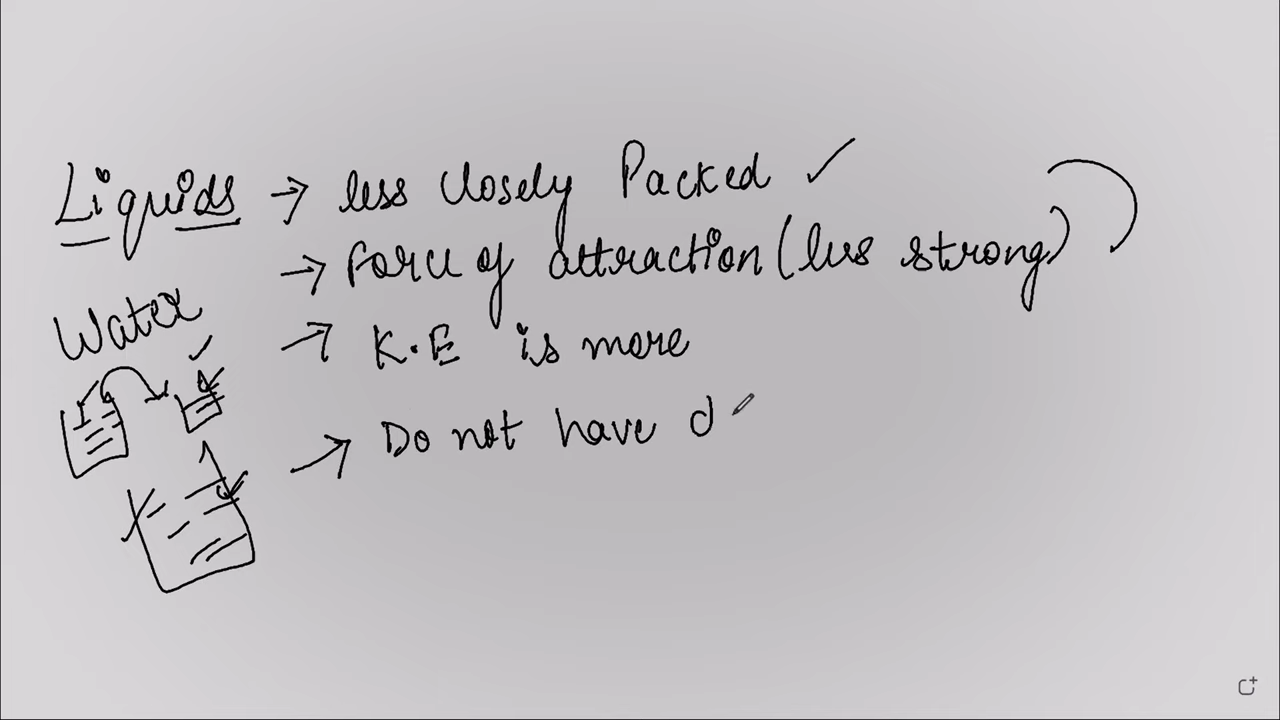 Liquids → less closely Packed ✓
→ Force of attraction (less strong)
Water
→ K.E is more
→ Do not have d